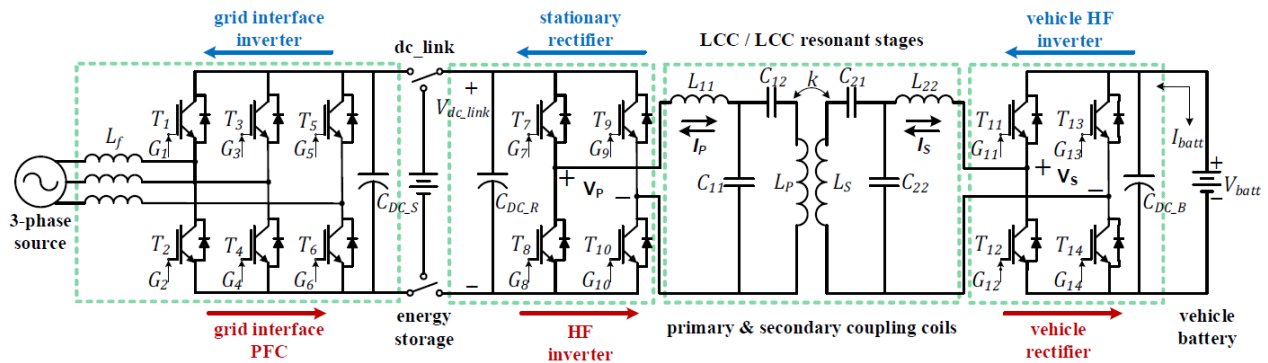 grid interface
inverter
dc_link
stationary
rectifier
LCC / LCC resonant stages
vehicle HF
inverter
T1
T3
T5
G1
G3
G5
Lf
3-phase
source
CDC_S
T2
T4
T6
G2
G4
G6
grid interface
PFC
energy
storage
+
Vdc_link
−
CDC_R
T7
T9
G7
G9
+ VP −
T8
T10
G8
G10
HF
inverter
L11
C12
k
C21
L22
IP
IS
C11
LP
LS
C22
primary & secondary coupling coils
T11
T13
G11
G13
+ VS −
T12
T14
G12
G14
CDC_B
Ibatt
+
Vbatt
−
vehicle
rectifier
vehicle
battery